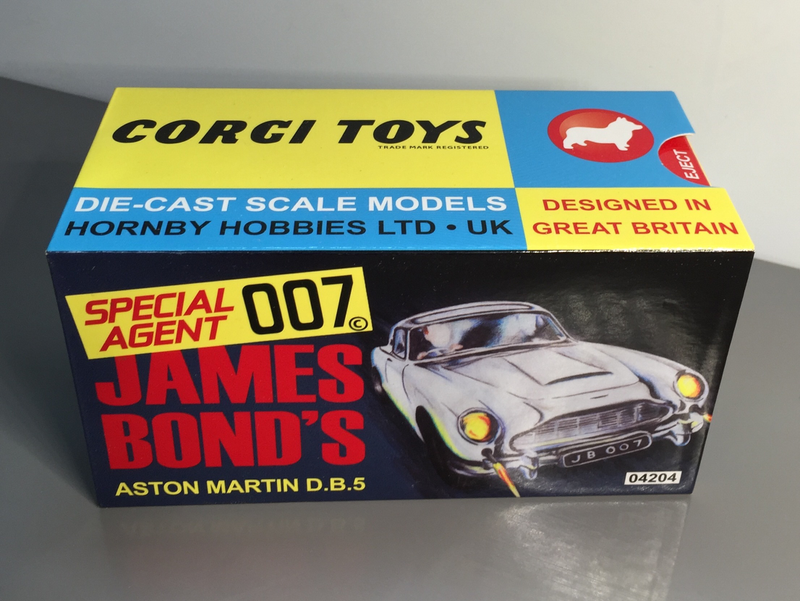 CORGI TOYS
TRADE MARK REGISTERED
EJECT
DIE-CAST SCALE MODELS
HORNBY HOBBIES LTD • UK
DESIGNED IN
GREAT BRITAIN
SPECIAL
AGENT
007©
JAMES
BOND'S
ASTON MARTIN D.B.5
JB 007
04204